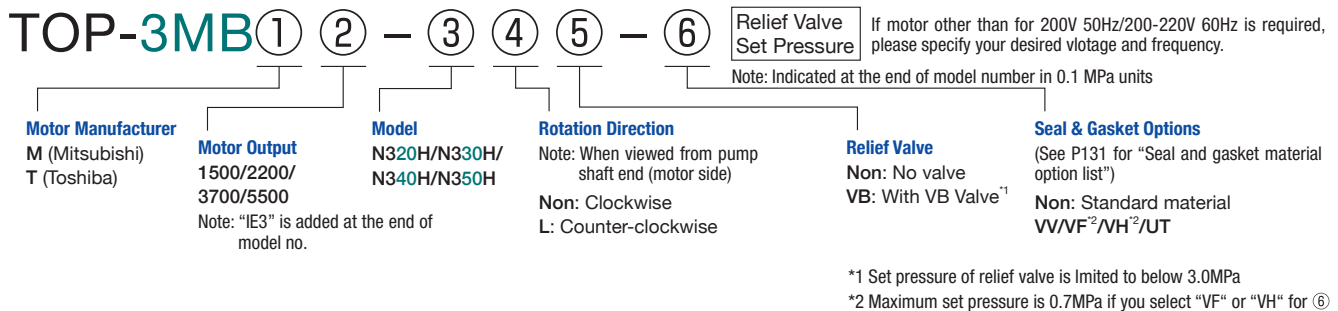 TOP-3MB① ② – ③ ④ ⑤ – ⑥
Relief Valve
Set Pressure
If motor other than for 200V 50Hz/200-220V 60Hz is required,
please specify your desired vlotage and frequency.
Note: Indicated at the end of model number in 0.1 MPa units
Motor Manufacturer
M (Mitsubishi)
T (Toshiba)
Motor Output
1500/2200/
3700/5500
Note: "IE3" is added at the end of
model no.
Model
N320H/N330H/
N340H/N350H
Rotation Direction
Note: When viewed from pump
shaft end (motor side)
Non: Clockwise
L: Counter-clockwise
Relief Valve
Non: No valve
VB: With VB Valve*1
Seal & Gasket Options
(See P131 for "Seal and gasket material
option list")
Non: Standard material
VV/VF*2/VH*2/UT
*1 Set pressure of relief valve is lmited to below 3.0MPa
*2 Maximum set pressure is 0.7MPa if you select "VF" or "VH" for ⑥